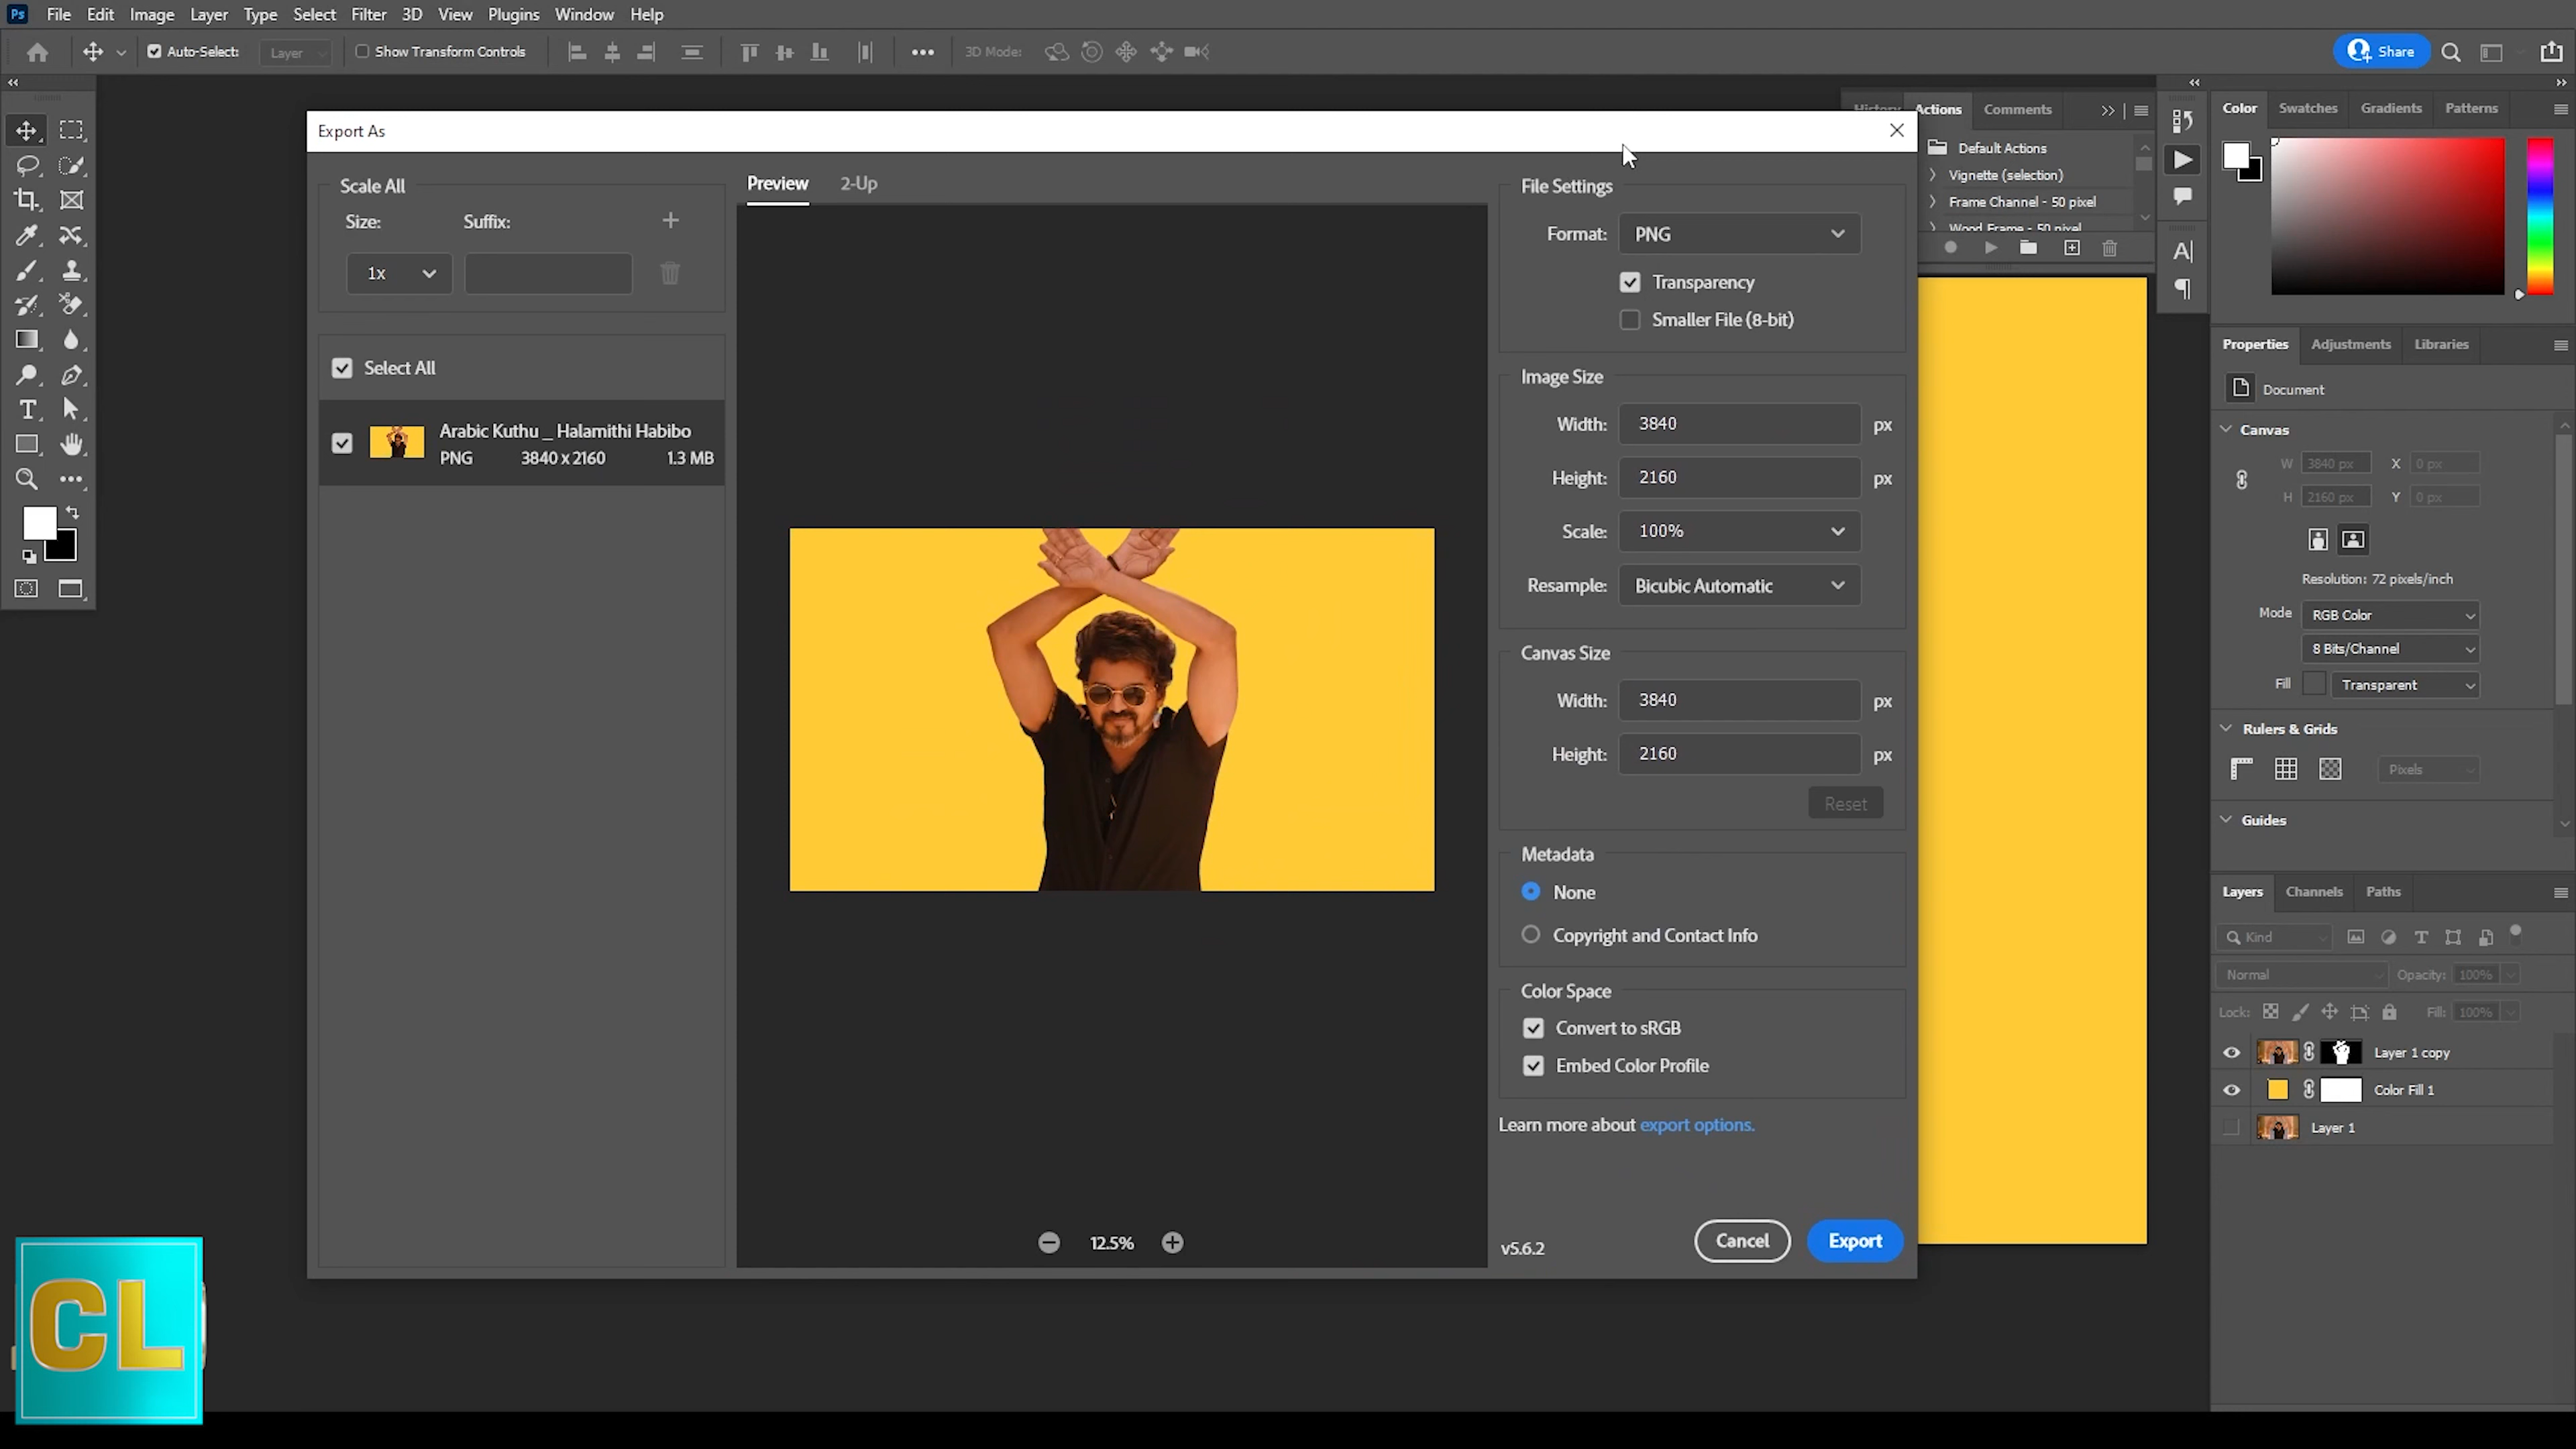 Ps File Edit Image Layer Type Select Filter 3D View Plugins Window Help
Auto-Select: Layer Show Transform Controls 3D Mode: Share
Export As
Scale All
Size: Suffix:
1x
Select All
Arabic Kuthu _ Halamithi Habibo
PNG 3840 x 2160 1.3 MB
Preview 2-Up
12.5%
File Settings
Format: PNG
Transparency
Smaller File (8-bit)
Image Size
Width: 3840 px
Height: 2160 px
Scale: 100%
Resample: Bicubic Automatic
Canvas Size
Width: 3840 px
Height: 2160 px
Reset
Metadata
None
Copyright and Contact Info
Color Space
Convert to sRGB
Embed Color Profile
Learn more about export options.
v5.6.2 Cancel Export
History Actions Comments
Default Actions
Vignette (selection)
Frame Channel - 50 pixel
Wood Frame - 50 pixel
Color Swatches Gradients Patterns
Properties Adjustments Libraries
Document
Canvas
W 3840 px X 0 px
H 2160 px Y 0 px
Resolution: 72 pixels/inch
Mode RGB Color
8 Bits/Channel
Fill Transparent
Rulers & Grids
Pixels
Guides
Layers Channels Paths
Kind
Normal Opacity: 100%
Lock: Fill: 100%
Layer 1 copy
Color Fill 1
Layer 1
CL